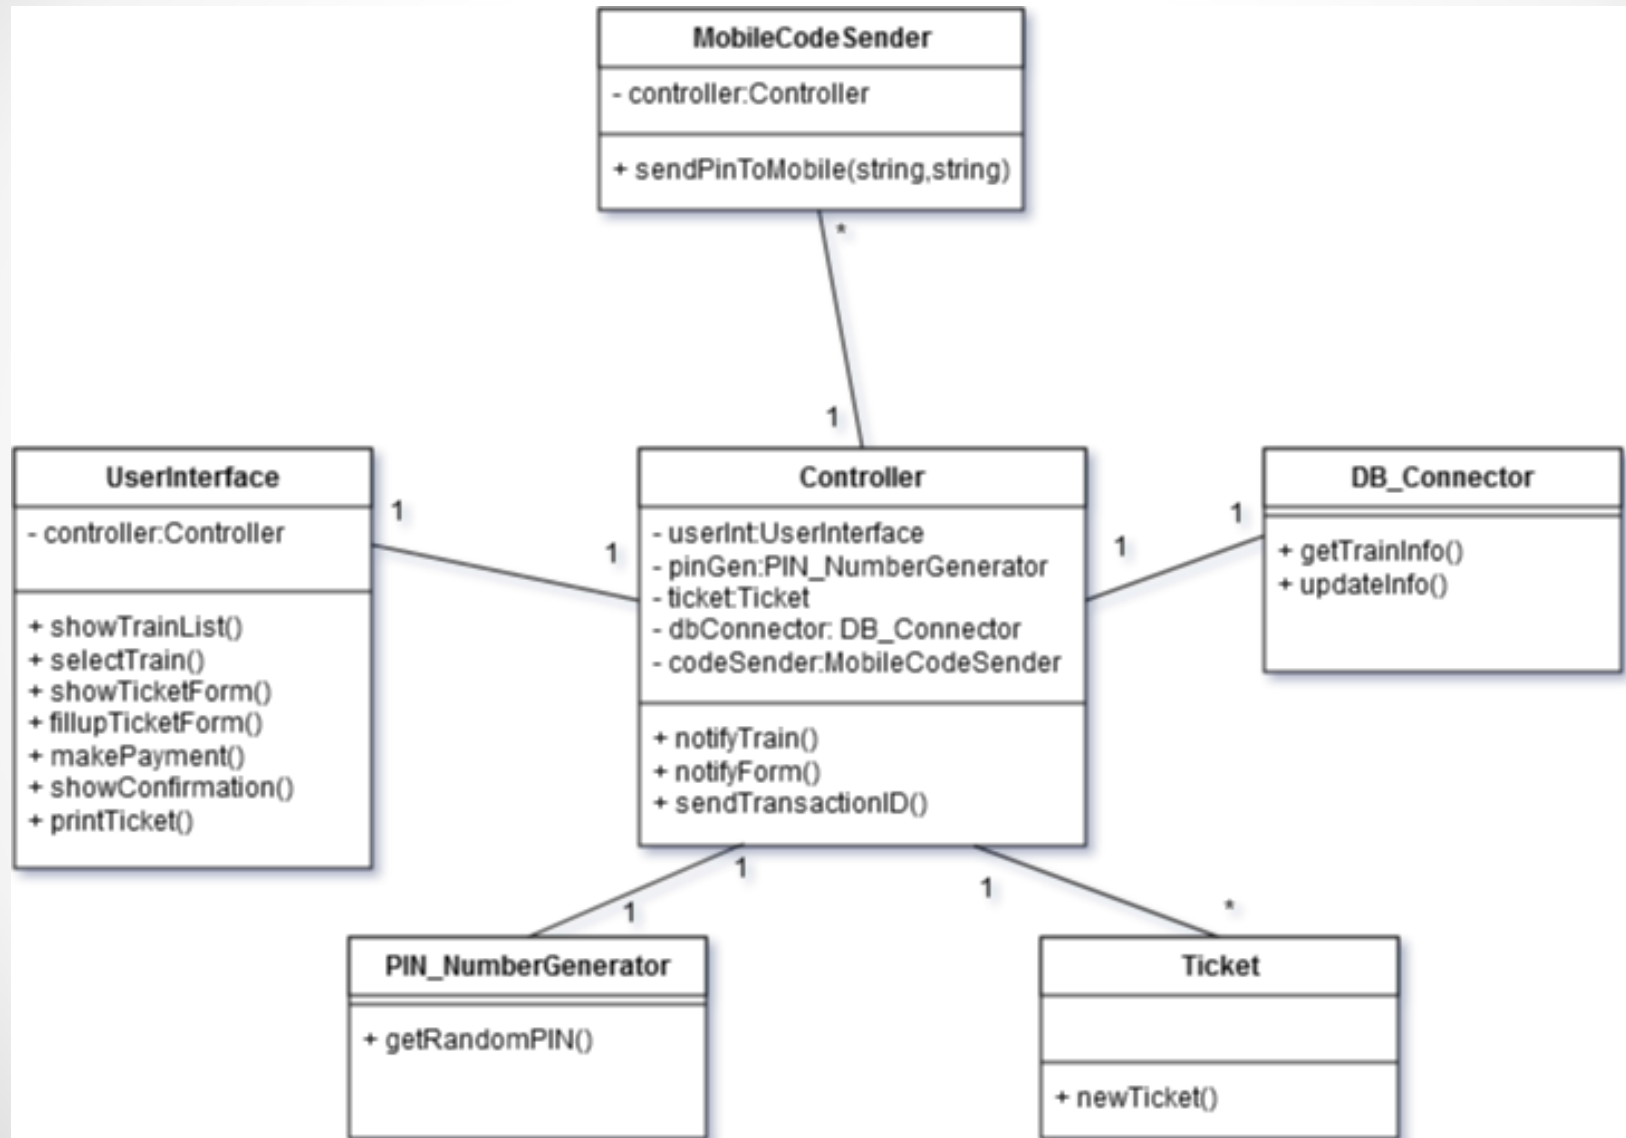 MobileCodeSender
- controller:Controller
+ sendPinToMobile(string,string)
*
1
UserInterface
- controller:Controller
+ showTrainList()
+ selectTrain()
+ showTicketForm()
+ fillupTicketForm()
+ makePayment()
+ showConfirmation()
+ printTicket()
1
1
Controller
- userInt:UserInterface
- pinGen:PIN_NumberGenerator
- ticket:Ticket
- dbConnector: DB_Connector
- codeSender:MobileCodeSender
+ notifyTrain()
+ notifyForm()
+ sendTransactionID()
1
1
DB_Connector
+ getTrainInfo()
+ updateInfo()
1
1
1
*
PIN_NumberGenerator
+ getRandomPIN()
Ticket
+ newTicket()